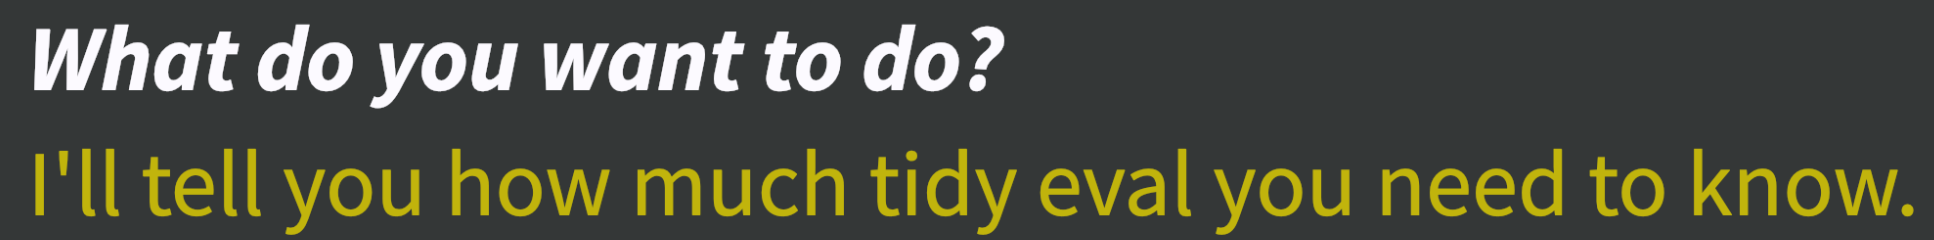 What do you want to do?
I'll tell you how much tidy eval you need to know.